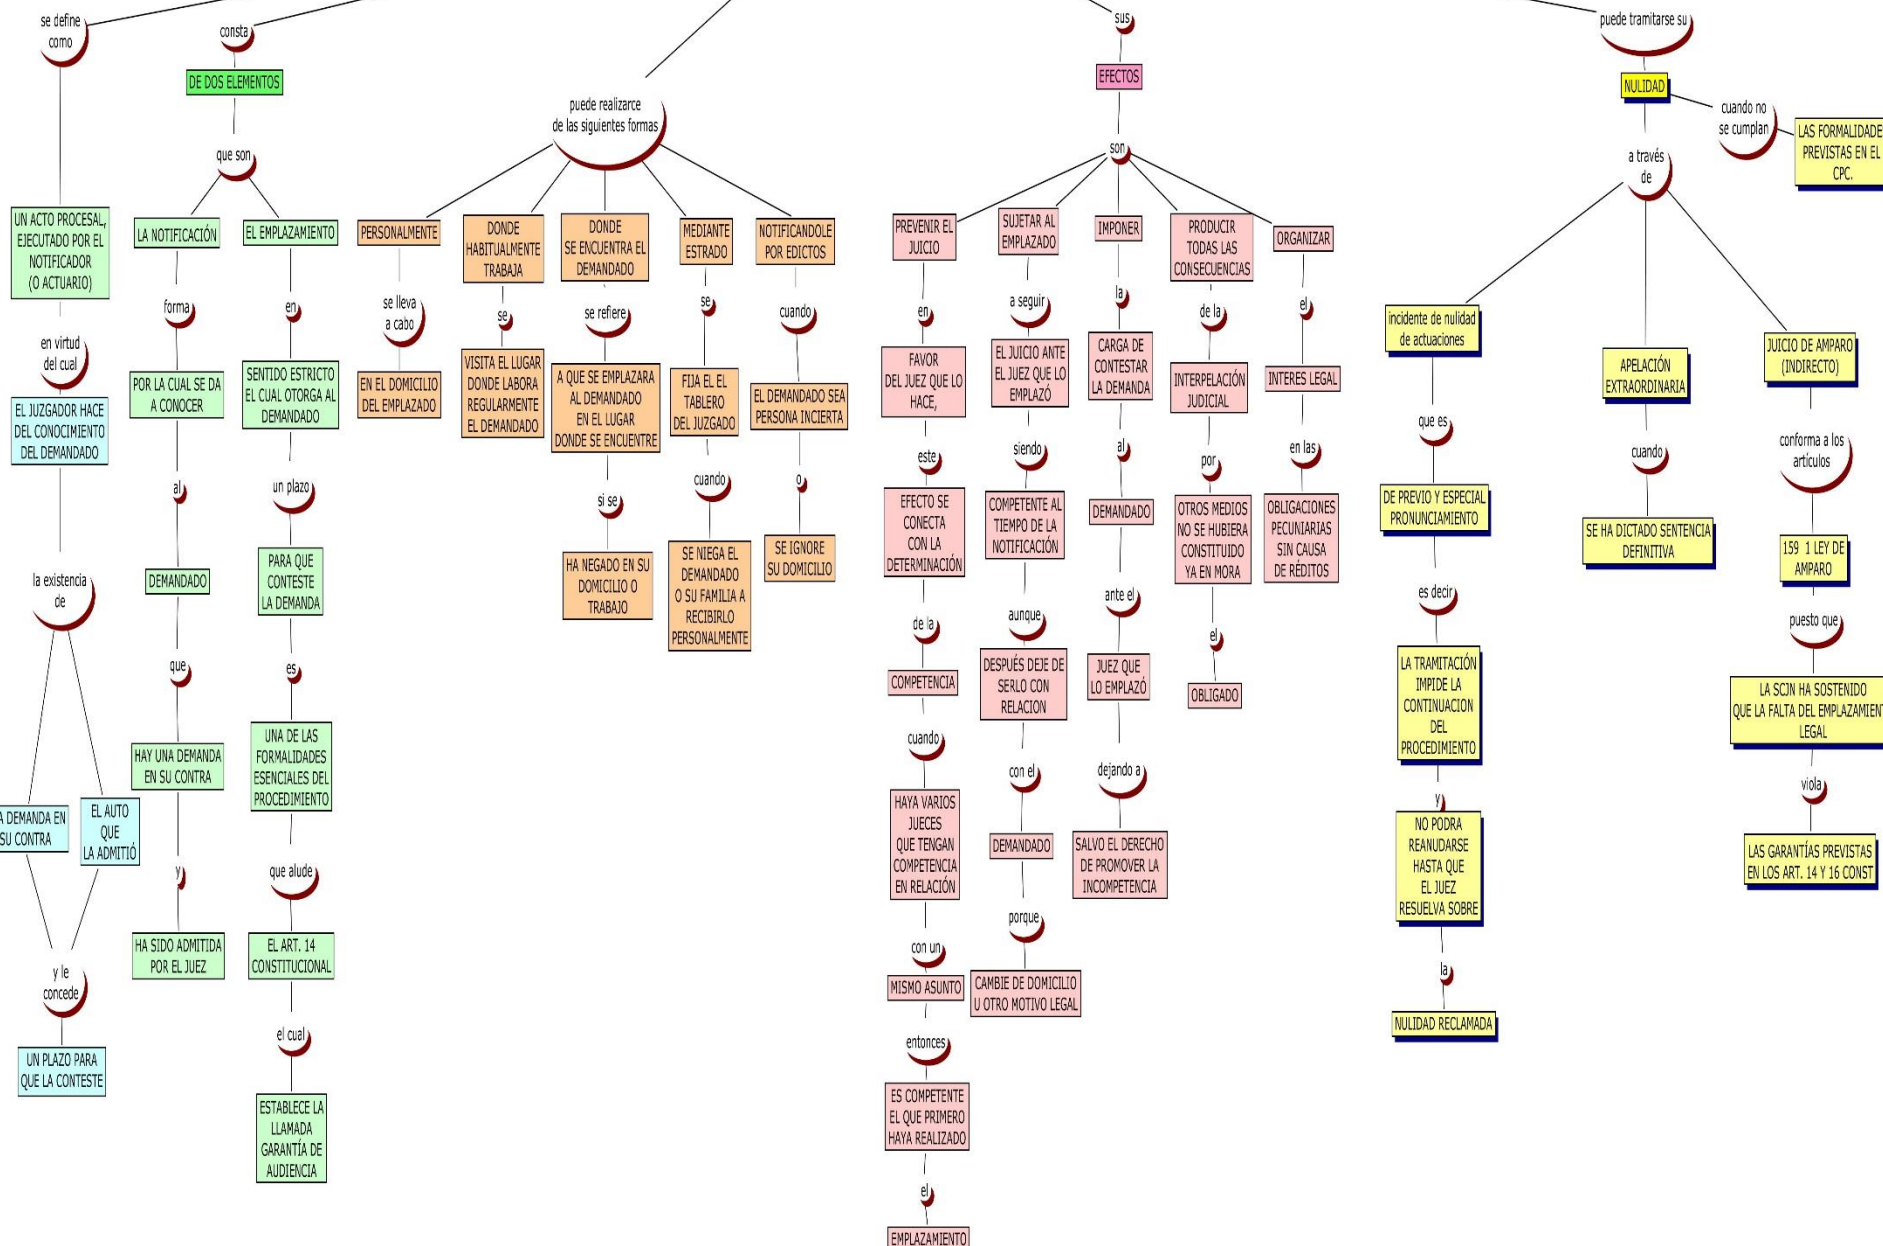 se define
como
UN ACTO PROCESAL,
EJECUTADO POR EL
NOTIFICADOR
(O ACTUARIO)
en virtud
del cual
EL JUZGADOR HACE
DEL CONOCIMIENTO
DEL DEMANDADO
la existencia
de
A DEMANDA EN
SU CONTRA
EL AUTO
QUE
LA ADMITIÓ
y le
concede
UN PLAZO PARA
QUE LA CONTESTE
consta
DE DOS ELEMENTOS
que son
LA NOTIFICACIÓN
forma
POR LA CUAL SE DA
A CONOCER
al
DEMANDADO
que
HAY UNA DEMANDA
EN SU CONTRA
y
HA SIDO ADMITIDA
POR EL JUEZ
EL EMPLAZAMIENTO
en
SENTIDO ESTRICTO
EL CUAL OTORGA AL
DEMANDADO
un plazo
PARA QUE
CONTESTE
LA DEMANDA
es
UNA DE LAS
FORMALIDADES
ESENCIALES DEL
PROCEDIMIENTO
que alude
EL ART. 14
CONSTITUCIONAL
el cual
ESTABLECE LA
LLAMADA
GARANTÍA DE
AUDIENCIA
puede realizarce
de las siguientes formas
PERSONALMENTE
se lleva
a cabo
EN EL DOMICILIO
DEL EMPLAZADO
DONDE
HABITUALMENTE
TRABAJA
se
VISITA EL LUGAR
DONDE LABORA
REGULARMENTE
EL DEMANDADO
DONDE
SE ENCUENTRA EL
DEMANDADO
se refiere
A QUE SE EMPLAZARA
AL DEMANDADO
EN EL LUGAR
DONDE SE ENCUENTRE
si se
HA NEGADO EN SU
DOMICILIO O
TRABAJO
MEDIANTE
ESTRADO
se
FIJA EL EL
TABLERO
DEL JUZGADO
cuando
SE NIEGA EL
DEMANDADO
O SU FAMILIA A
RECIBIRLO
PERSONALMENTE
NOTIFICANDOLE
POR EDICTOS
cuando
EL DEMANDADO SEA
PERSONA INCIERTA
o
SE IGNORE
SU DOMICILIO
sus
EFECTOS
son
PREVENIR EL
JUICIO
en
FAVOR
DEL JUEZ QUE LO
HACE,
este
EFECTO SE
CONECTA
CON LA
DETERMINACIÓN
de la
COMPETENCIA
cuando
HAYA VARIOS
JUECES
QUE TENGAN
COMPETENCIA
EN RELACIÓN
con un
MISMO ASUNTO
entonces
ES COMPETENTE
EL QUE PRIMERO
HAYA REALIZADO
el
EMPLAZAMIENTO
SUJETAR AL
EMPLAZADO
a seguir
EL JUICIO ANTE
EL JUEZ QUE LO
EMPLAZÓ
siendo
COMPETENTE AL
TIEMPO DE LA
NOTIFICACIÓN
aunque
DESPUÉS DEJE DE
SERLO CON
RELACION
con el
DEMANDADO
porque
CAMBIE DE DOMICILIO
U OTRO MOTIVO LEGAL
IMPONER
la
CARGA DE
CONTESTAR
LA DEMANDA
al
DEMANDADO
ante el
JUEZ QUE
LO EMPLAZÓ
dejando a
SALVO EL DERECHO
DE PROMOVER LA
INCOMPETENCIA
PRODUCIR
TODAS LAS
CONSECUENCIAS
de la
INTERPELACIÓN
JUDICIAL
por
OTROS MEDIOS
NO SE HUBIERA
CONSTITUIDO
YA EN MORA
el
OBLIGADO
ORGANIZAR
el
INTERES LEGAL
en las
OBLIGACIONES
PECUNIARIAS
SIN CAUSA
DE RÉDITOS
puede tramitarse su
NULIDAD
cuando no
se cumplan
LAS FORMALIDADE
PREVISTAS EN EL
CPC.
a través
de
incidente de nulidad
de actuaciones
que es
DE PREVIO Y ESPECIAL
PRONUNCIAMIENTO
es decir
LA TRAMITACIÓN
IMPIDE LA
CONTINUACION
DEL
PROCEDIMIENTO
y
NO PODRA
REANUDARSE
HASTA QUE
EL JUEZ
RESUELVA SOBRE
la
NULIDAD RECLAMADA
APELACIÓN
EXTRAORDINARIA
cuando
SE HA DICTADO SENTENCIA
DEFINITIVA
JUICIO DE AMPARO
(INDIRECTO)
conforma a los
artículos
159 1 LEY DE
AMPARO
puesto que
LA SCJN HA SOSTENIDO
QUE LA FALTA DEL EMPLAZAMIEN
LEGAL
viola
LAS GARANTÍAS PREVISTAS
EN LOS ART. 14 Y 16 CONST